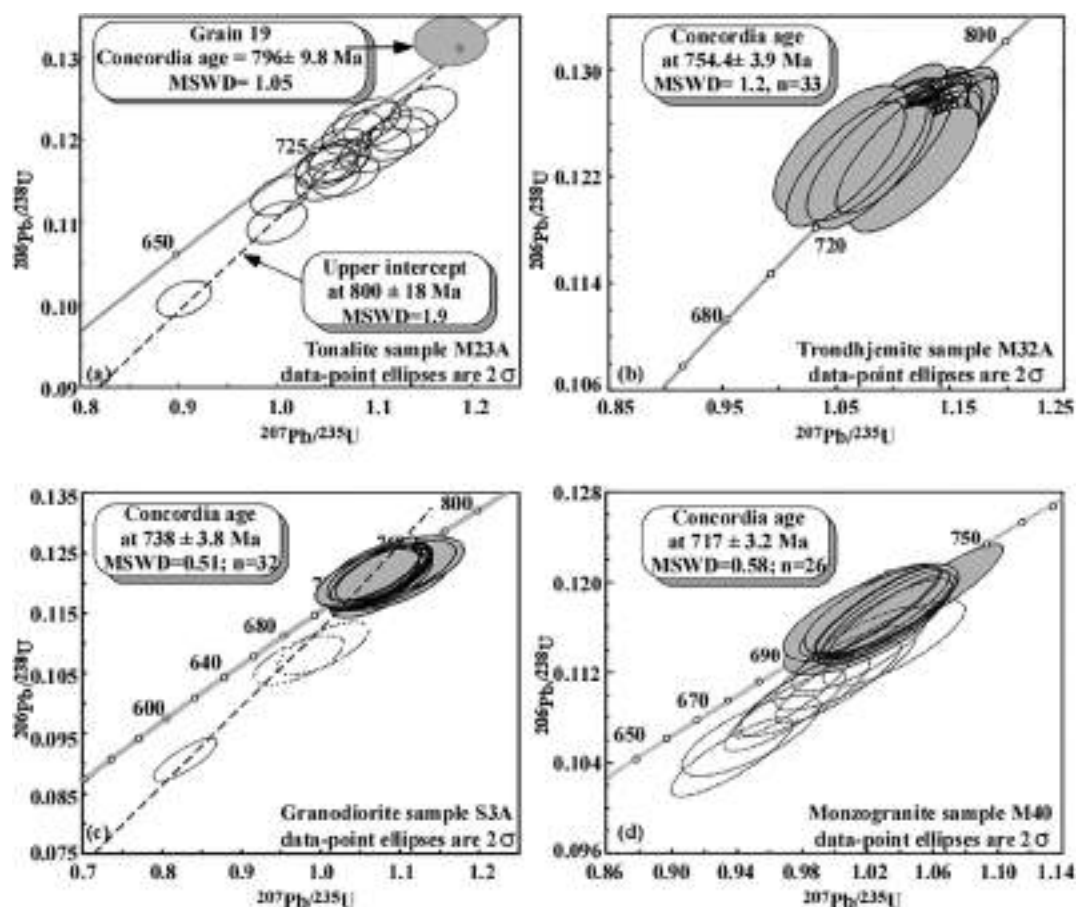 Grain 19
Concordia age = 796± 9.8 Ma
MSWD= 1.05
725
650
Upper intercept
at 800 ± 18 Ma
MSWD=1.9
(a)
Tonalite sample M23A
data-point ellipses are 2 σ
0.13
0.12
0.11
0.10
0.09
0.8
0.9
1.0
1.1
1.2
²⁰⁶Pb/²³⁸U
²⁰⁷Pb/²³⁵U
Concordia age
at 754.4± 3.9 Ma
MSWD= 1.2, n=33
800
720
680
(b)
Trondhjemite sample M32A
data-point ellipses are 2 σ
0.130
0.122
0.114
0.106
0.85
0.95
1.05
1.15
1.25
²⁰⁶Pb/²³⁸U
²⁰⁷Pb/²³⁵U
Concordia age
at 738 ± 3.8 Ma
MSWD=0.51; n=32
800
680
640
600
(c)
Granodiorite sample S3A
data-point ellipses are 2 σ
0.135
0.125
0.115
0.105
0.095
0.085
0.075
0.7
0.8
0.9
1.0
1.1
1.2
²⁰⁶Pb/²³⁸U
²⁰⁷Pb/²³⁵U
Concordia age
at 717 ± 3.2 Ma
MSWD=0.58; n=26
750
690
670
650
(d)
Monzogranite sample M40
data-point ellipses are 2 σ
0.128
0.120
0.112
0.104
0.096
0.86
0.90
0.94
0.98
1.02
1.06
1.10
1.14
²⁰⁶Pb/²³⁸U
²⁰⁷Pb/²³⁵U